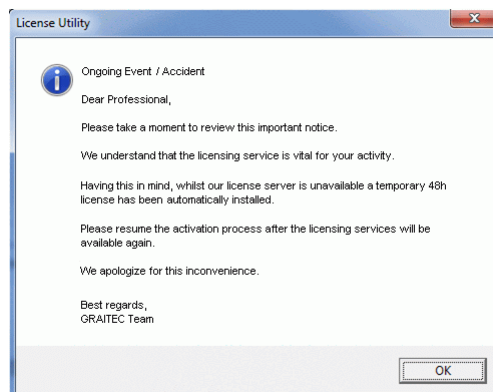 License Utility
Ongoing Event / Accident
Dear Professional,
Please take a moment to review this important notice.
We understand that the licensing service is vital for your activity.
Having this in mind, whilst our license server is unavailable a temporary 48h
license has been automatically installed.
Please resume the activation process after the licensing services will be
available again.
We apologize for this inconvenience.
Best regards,
GRAITEC Team
OK